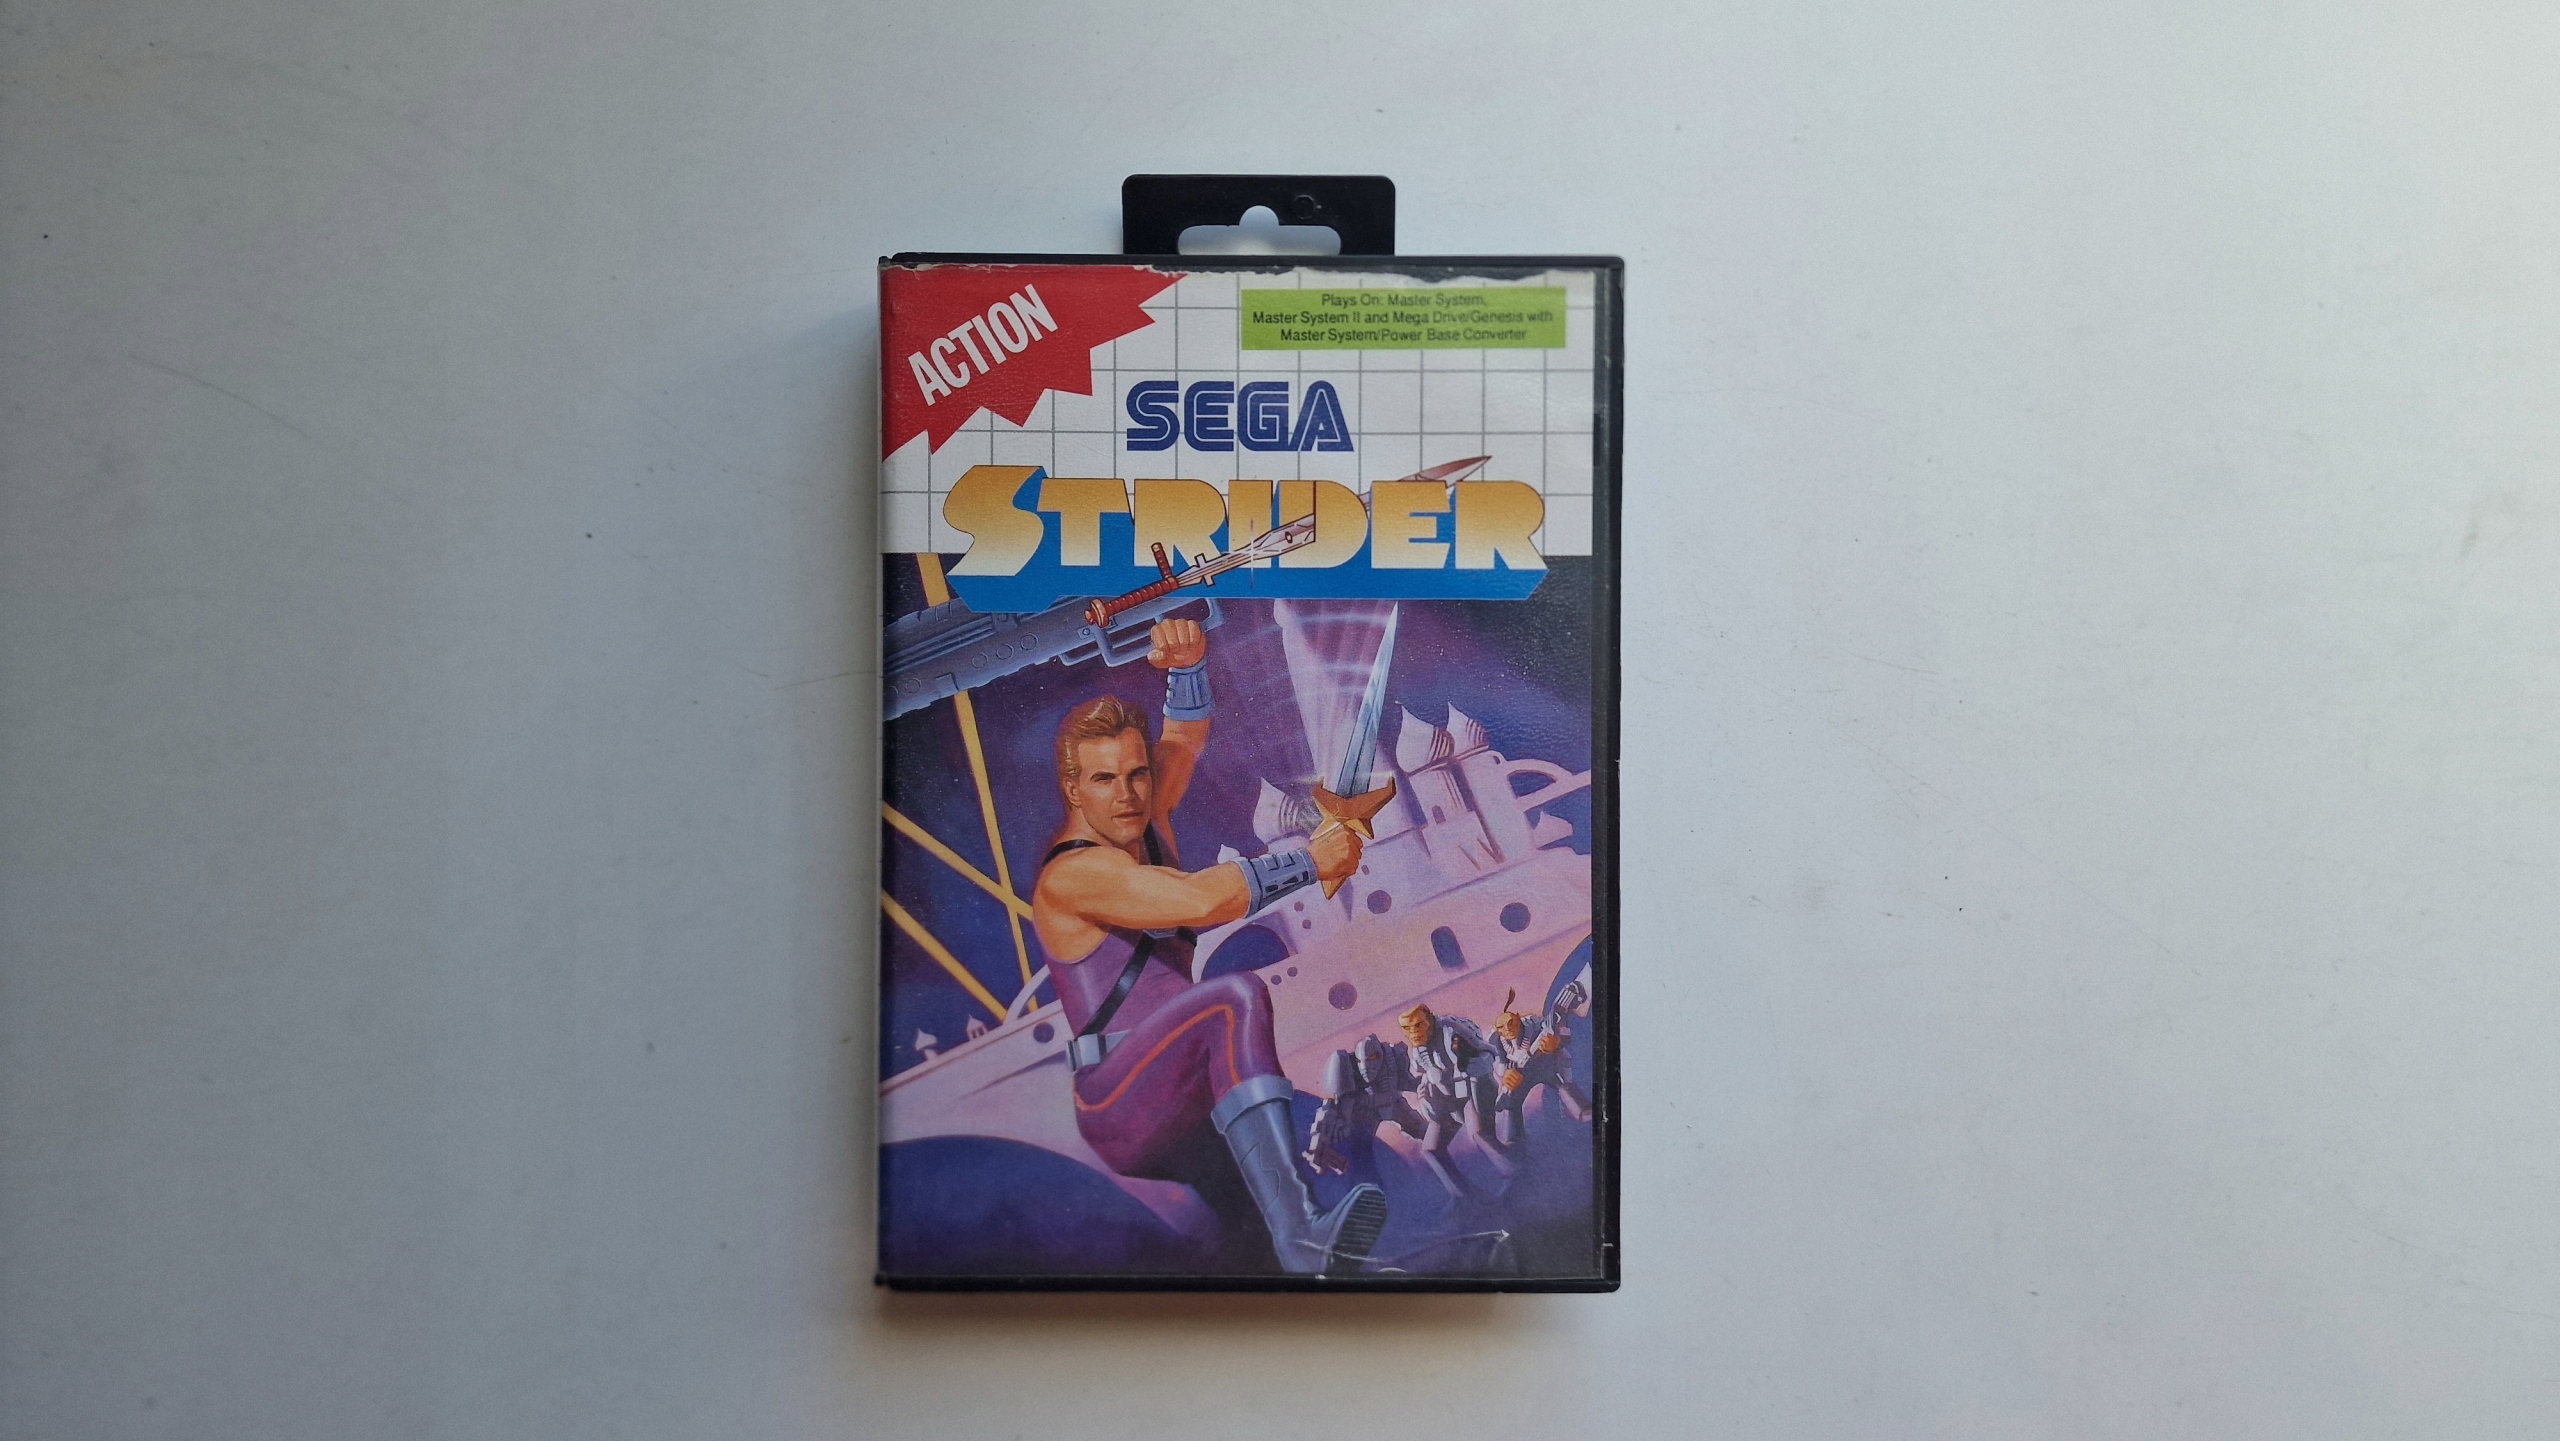 ACTION
Plays On: Master System,
Master System II and Mega Drive/Genesis with
Master System/Power Base Converter
SEGA
STRIDER